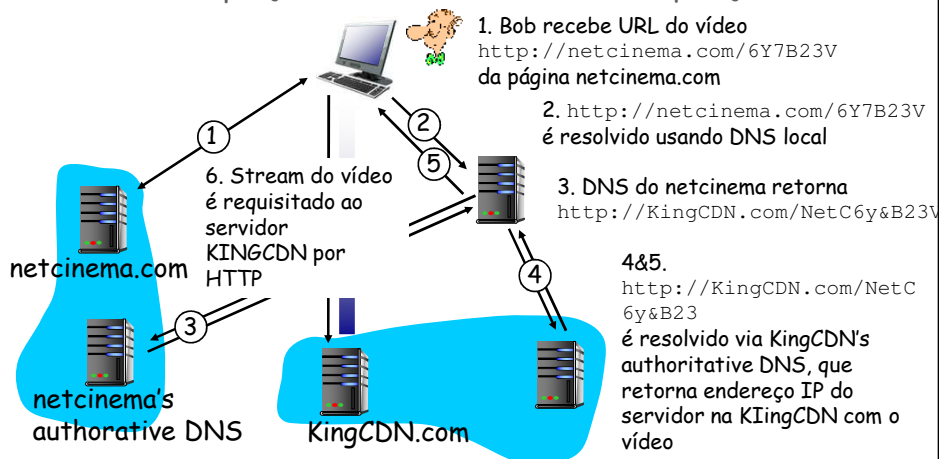 1. Bob recebe URL do vídeo
http://netcinema.com/6Y7B23V
da página netcinema.com
2. http://netcinema.com/6Y7B23V
é resolvido usando DNS local
1
2
5
6. Stream do vídeo
é requisitado ao
servidor
KINGCDN por
HTTP
3. DNS do netcinema retorna
http://KingCDN.com/NetC6y&B23V
netcinema.com
4
4&5.
http://KingCDN.com/NetC
6y&B23
é resolvido via KingCDN's
authoritative DNS, que
retorna endereço IP do
servidor na KIingCDN com o
vídeo
3
netcinema's
authorative DNS
KingCDN.com